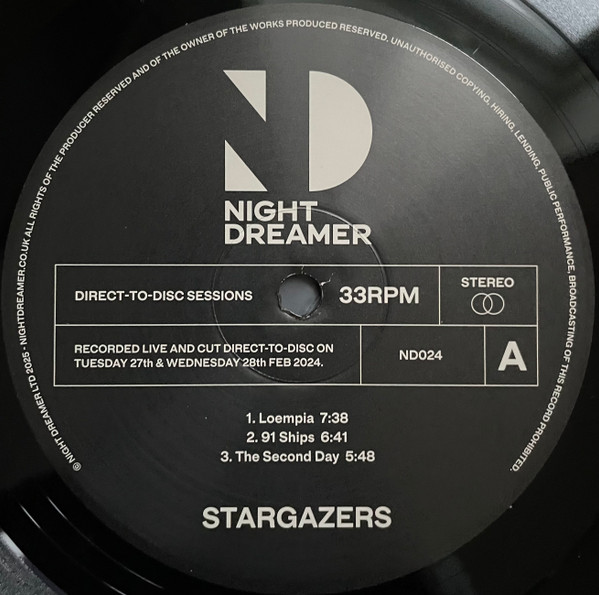 © NIGHT DREAMER LTD 2025 - NIGHTDREAMER.CO.UK ALL RIGHTS OF THE PRODUCER RESERVED AND OF THE OWNER OF THE WORKS PRODUCED RESERVED. UNAUTHORISED COPYING, HIRING, LENDING, PUBLIC PERFORMANCE, BROADCASTING OF THIS RECORD PROHIBITED.
ND
NIGHT
DREAMER
DIRECT-TO-DISC SESSIONS
33RPM
STEREO
RECORDED LIVE AND CUT DIRECT-TO-DISC ON
TUESDAY 27th & WEDNESDAY 28th FEB 2024.
ND024
A
1. Loempia 7:38
2. 91 Ships 6:41
3. The Second Day 5:48
STARGAZERS